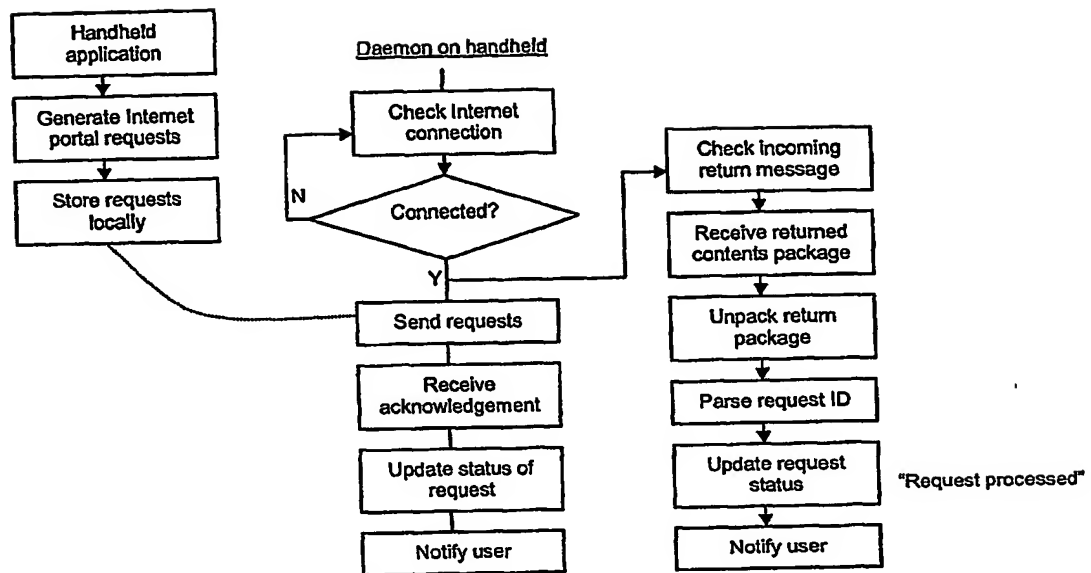 Handheld
application
Generate Internet
portal requests
Store requests
locally
Daemon on handheld
Check Internet
connection
N
Connected?
Y
Send requests
Receive
acknowledgement
Update status of
request
Notify user
Check incoming
return message
Receive returned
contents package
Unpack return
package
Parse request ID
Update request
status
"Request processed"
Notify user